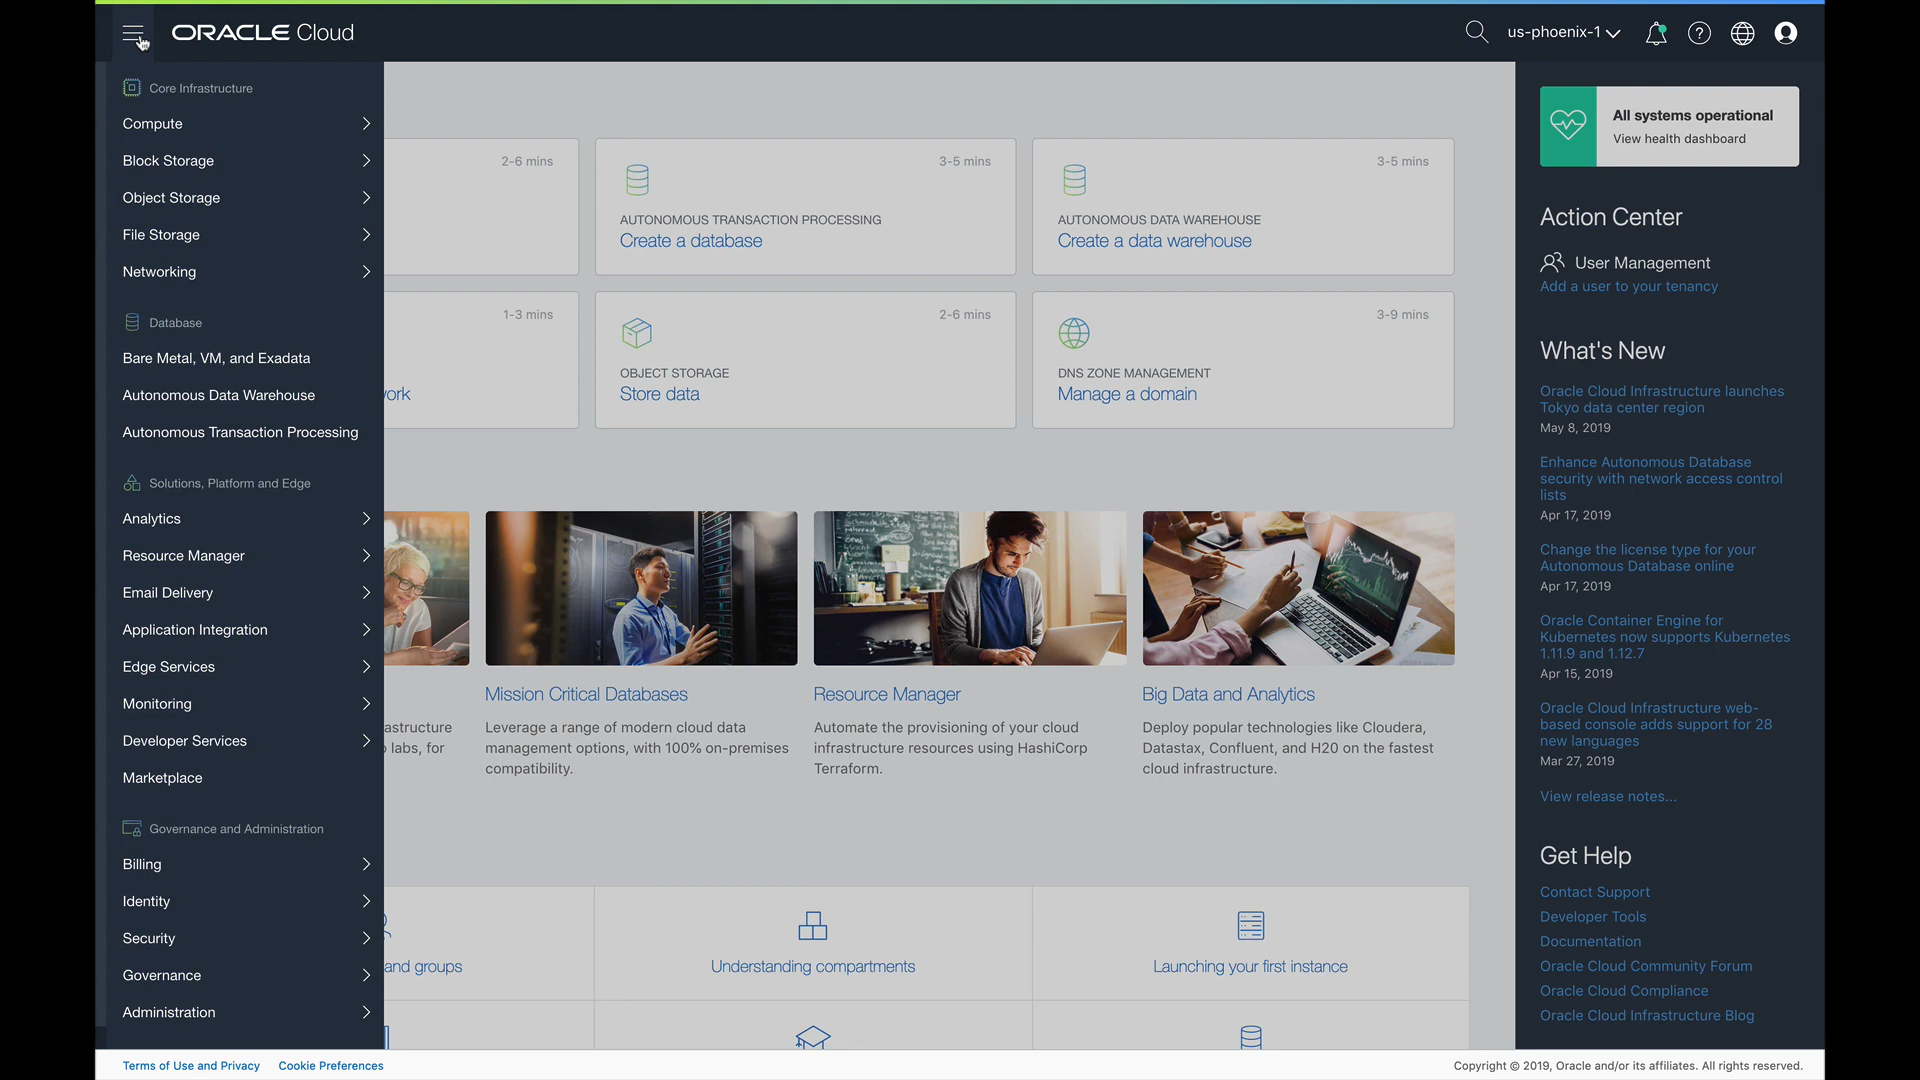 ORACLE Cloud
us-phoenix-1
Core Infrastructure
Compute
Block Storage
Object Storage
File Storage
Networking
Database
Bare Metal, VM, and Exadata
Autonomous Data Warehouse
Autonomous Transaction Processing
Solutions, Platform and Edge
Analytics
Resource Manager
Email Delivery
Application Integration
Edge Services
Monitoring
Developer Services
Marketplace
Governance and Administration
Billing
Identity
Security
Governance
Administration
2-6 mins
3-5 mins
AUTONOMOUS TRANSACTION PROCESSING
Create a database
3-5 mins
AUTONOMOUS DATA WAREHOUSE
Create a data warehouse
1-3 mins
2-6 mins
OBJECT STORAGE
Store data
3-9 mins
DNS ZONE MANAGEMENT
Manage a domain
Mission Critical Databases
Leverage a range of modern cloud data
management options, with 100% on-premises
compatibility.
Resource Manager
Automate the provisioning of your cloud
infrastructure resources using HashiCorp
Terraform.
Big Data and Analytics
Deploy popular technologies like Cloudera,
Datastax, Confluent, and H20 on the fastest
cloud infrastructure.
labs, for
and groups
Understanding compartments
Launching your first instance
All systems operational
View health dashboard
Action Center
User Management
Add a user to your tenancy
What's New
Oracle Cloud Infrastructure launches
Tokyo data center region
May 8, 2019
Enhance Autonomous Database
security with network access control
lists
Apr 17, 2019
Change the license type for your
Autonomous Database online
Apr 17, 2019
Oracle Container Engine for
Kubernetes now supports Kubernetes
1.11.9 and 1.12.7
Apr 15, 2019
Oracle Cloud Infrastructure web-
based console adds support for 28
new languages
Mar 27, 2019
View release notes...
Get Help
Contact Support
Developer Tools
Documentation
Oracle Cloud Community Forum
Oracle Cloud Compliance
Oracle Cloud Infrastructure Blog
Terms of Use and Privacy
Cookie Preferences
Copyright © 2019, Oracle and/or its affiliates. All rights reserved.